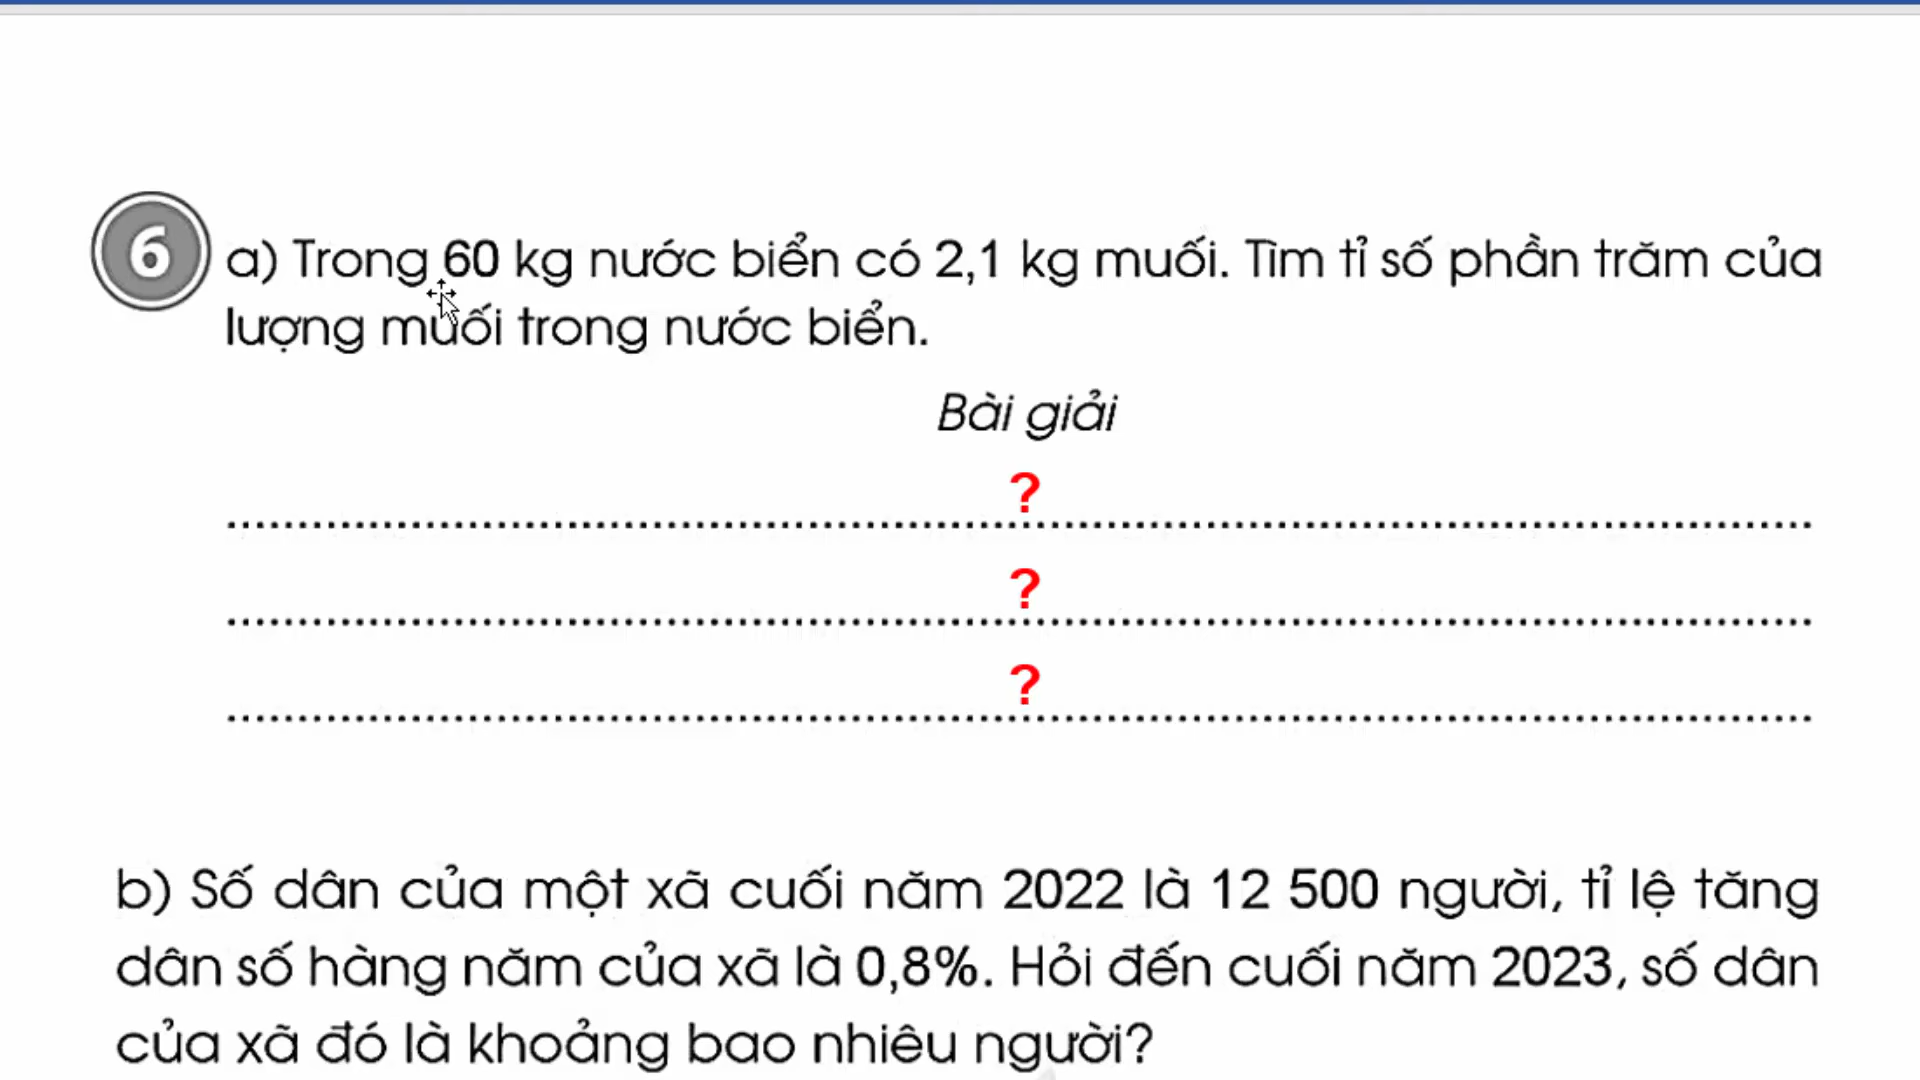 6
a) Trong 60 kg nước biển có 2,1 kg muối. Tìm tỉ số phần trăm của
lượng muối trong nước biển.
Bài giải
?
?
?
b) Số dân của một xã cuối năm 2022 là 12 500 người, tỉ lệ tăng
dân số hàng năm của xã là 0,8%. Hỏi đến cuối năm 2023, số dân
của xã đó là khoảng bao nhiêu người?